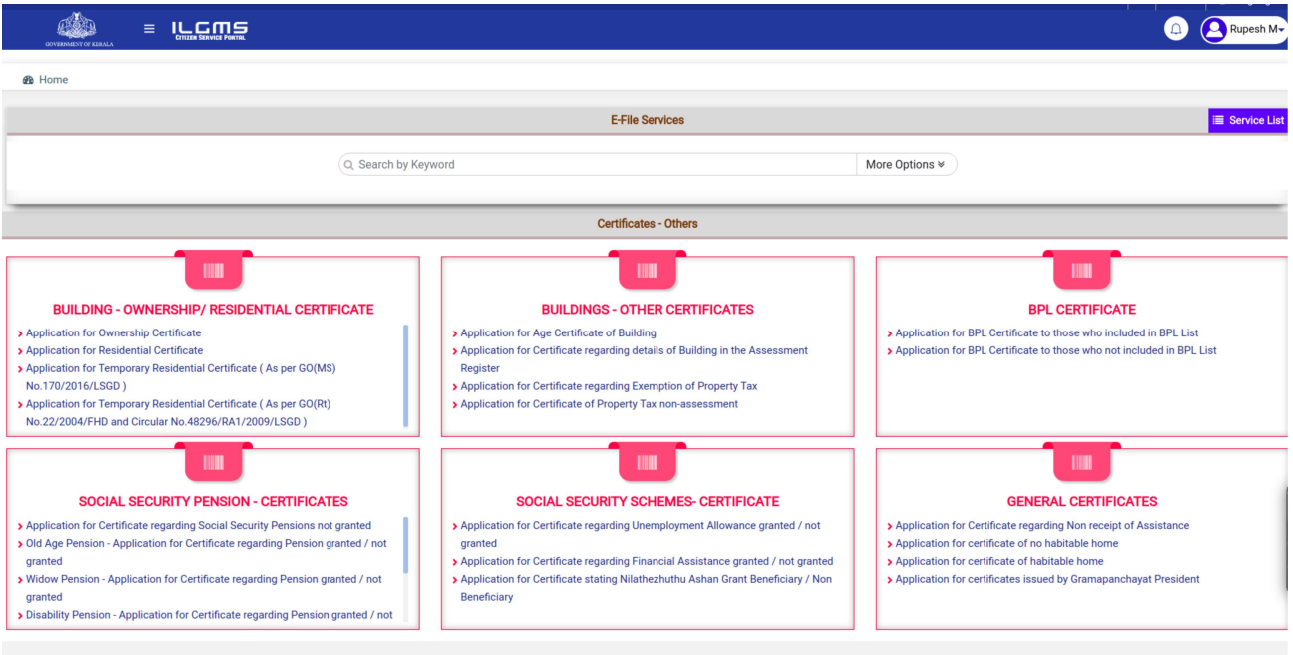 GOVERNMENT OF KERALA
ILGMS
CITIZEN SERVICE PORTAL
Rupesh M
Home
E-File Services
Service List
Search by Keyword
More Options
Certificates - Others
BUILDING - OWNERSHIP/ RESIDENTIAL CERTIFICATE
Application for Ownership Certificate
Application for Residential Certificate
Application for Temporary Residential Certificate ( As per GO(MS)
No.170/2016/LSGD )
Application for Temporary Residential Certificate ( As per GO(Rt)
No.22/2004/FHD and Circular No.48296/RA1/2009/LSGD )
BUILDINGS - OTHER CERTIFICATES
Application for Age Certificate of Building
Application for Certificate regarding details of Building in the Assessment
Register
Application for Certificate regarding Exemption of Property Tax
Application for Certificate of Property Tax non-assessment
BPL CERTIFICATE
Application for BPL Certificate to those who included in BPL List
Application for BPL Certificate to those who not included in BPL List
SOCIAL SECURITY PENSION - CERTIFICATES
Application for Certificate regarding Social Security Pensions not granted
Old Age Pension - Application for Certificate regarding Pension granted / not
granted
Widow Pension - Application for Certificate regarding Pension granted / not
granted
Disability Pension - Application for Certificate regarding Pension granted / not
SOCIAL SECURITY SCHEMES- CERTIFICATE
Application for Certificate regarding Unemployment Allowance granted / not
granted
Application for Certificate regarding Financial Assistance granted / not granted
Application for Certificate stating Nilathezhuthu Ashan Grant Beneficiary / Non
Beneficiary
GENERAL CERTIFICATES
Application for Certificate regarding Non receipt of Assistance
Application for certificate of no habitable home
Application for certificate of habitable home
Application for certificates issued by Gramapanchayat President